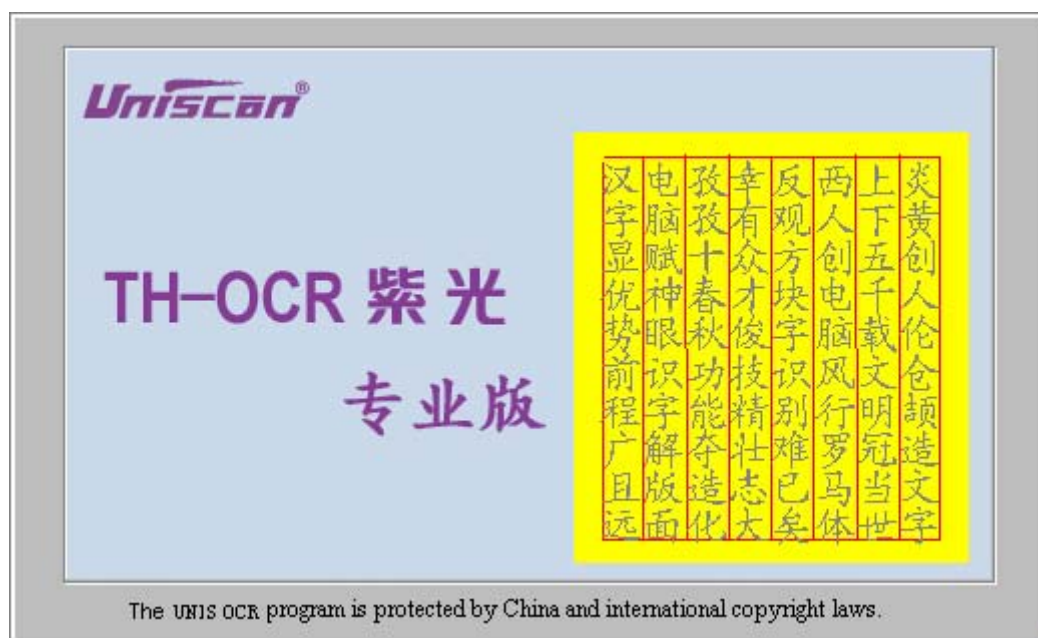 Uniscan®
TH-OCR 紫光
专业版
炎黄创人伦仓颉造文字
上下五千载文明冠当世
西人创电脑风行罗马体
反观方块字识别难已矣
幸有众才俊技精壮志大
孜孜十春秋功能夺造化
电脑赋神眼识字解版面
汉字显优势前程广且远
The UNIS OCR program is protected by China and international copyright laws.